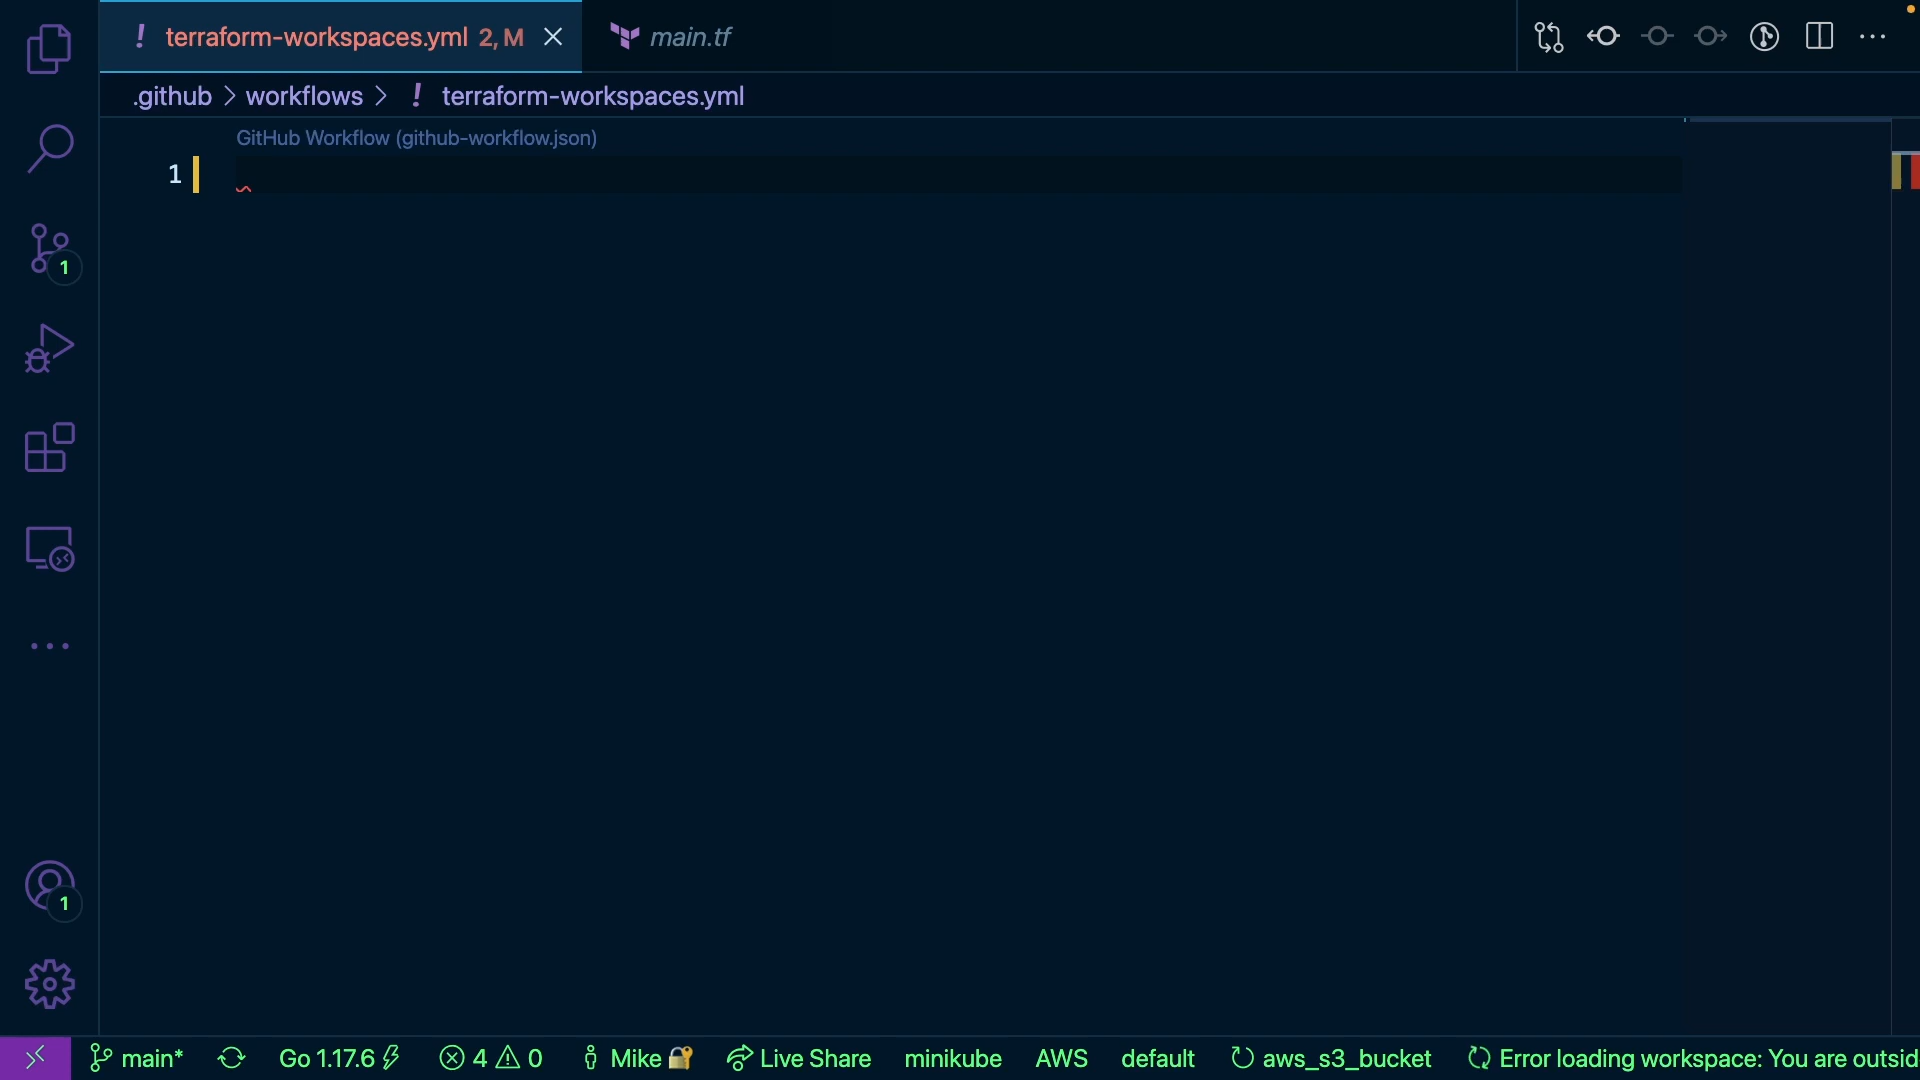 ! terraform-workspaces.yml 2, M
main.tf
.github > workflows > ! terraform-workspaces.yml
GitHub Workflow (github-workflow.json)
1
1
1
main* Go 1.17.6 4 0 Mike Live Share minikube AWS default aws_s3_bucket Error loading workspace: You are outsid